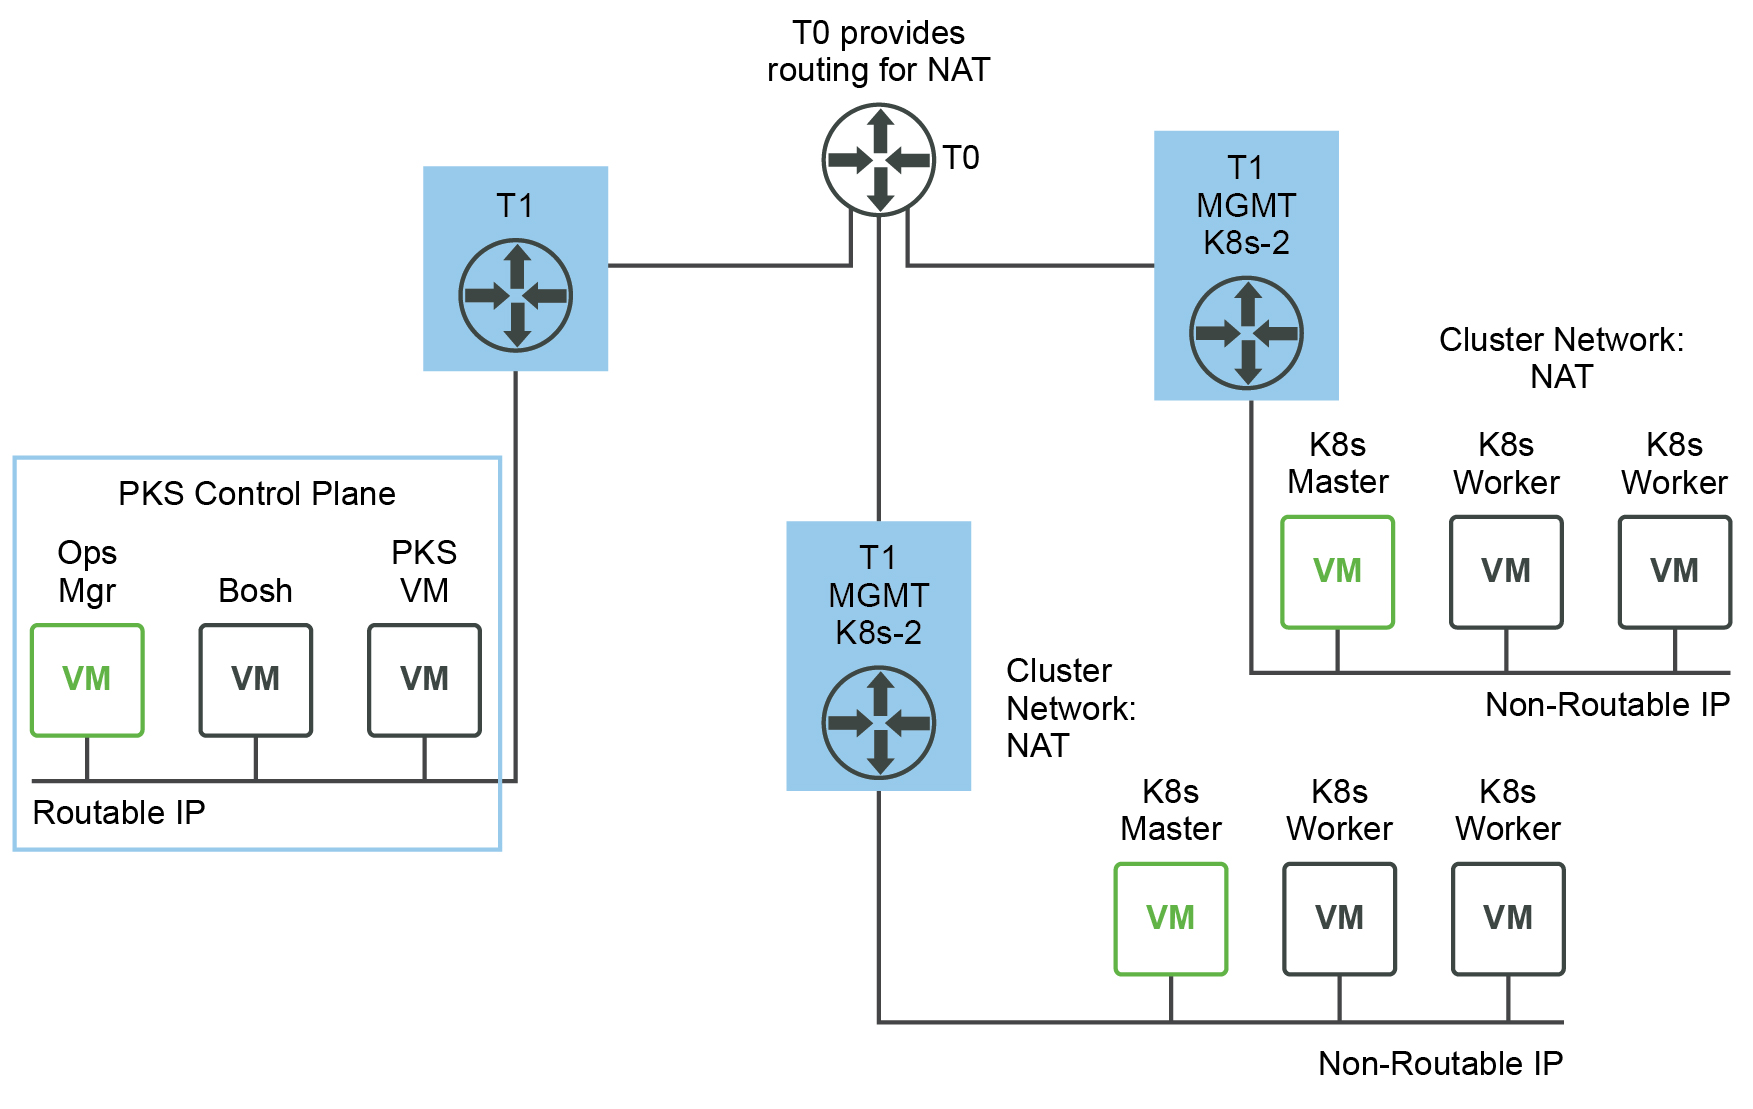 T0 provides
routing for NAT
T0
T1
T1
MGMT
K8s-2
Cluster Network:
NAT
K8s
Master
K8s
Worker
K8s
Worker
VM
VM
VM
Non-Routable IP
PKS Control Plane
Ops
Mgr
Bosh
PKS
VM
VM
VM
VM
Routable IP
T1
MGMT
K8s-2
Cluster
Network:
NAT
K8s
Master
K8s
Worker
K8s
Worker
VM
VM
VM
Non-Routable IP